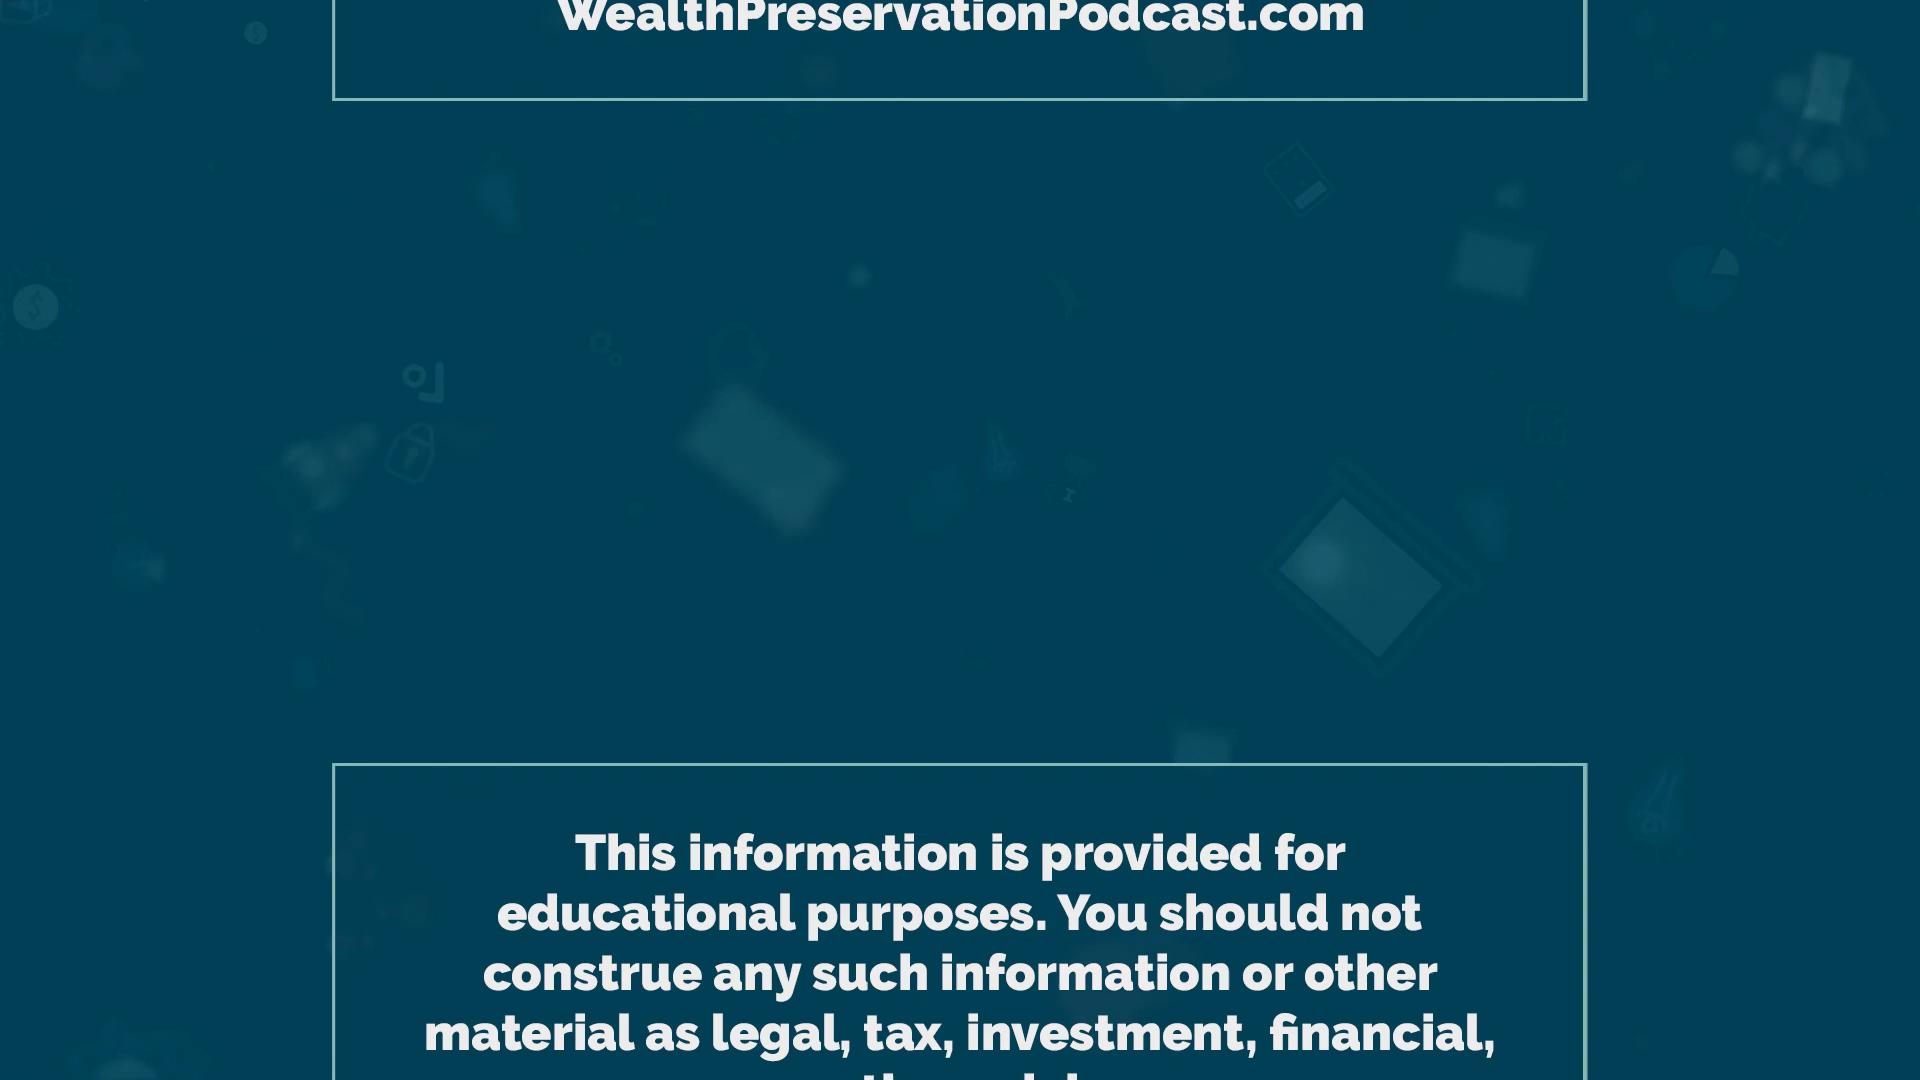 WealthPreservationPodcast.com
This information is provided for
educational purposes. You should not
construe any such information or other
material as legal, tax, investment, financial,